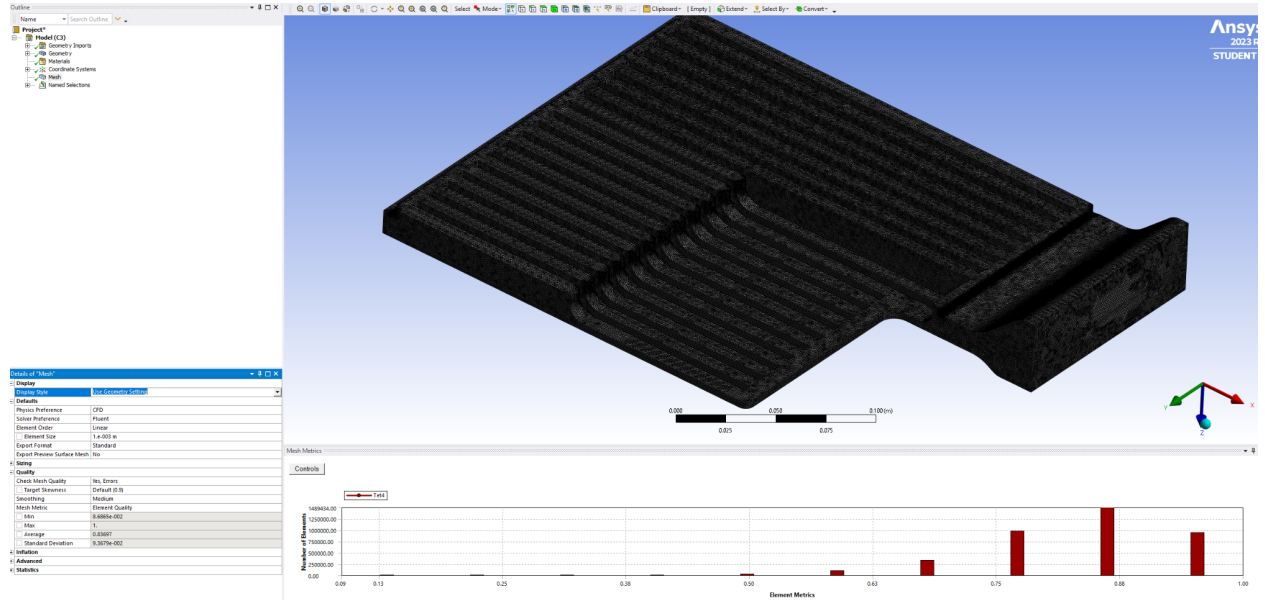 Outline
Name Search Outline
Project*
Model (C3)
Geometry Imports
Geometry
Materials
Coordinate Systems
Mesh
Named Selections
Select Mode Clipboard [Empty] Extend Select By Convert
Ansys
2023 R
STUDENT
0.000 0.050 0.100 (m)
0.025 0.075
Y X
Z
Details of "Mesh"
Display
Display Style Use Geometry Setting
Defaults
Physics Preference CFD
Solver Preference Fluent
Element Order Linear
Element Size 1.e-003 m
Export Format Standard
Export Preview Surface Mesh No
Sizing
Quality
Check Mesh Quality Yes, Errors
Target Skewness Default (0.9)
Smoothing Medium
Mesh Metric Element Quality
Min 8.6865e-002
Max 1.
Average 0.83697
Standard Deviation 9.3679e-002
Inflation
Advanced
Statistics
Mesh Metrics
Controls
Tet4
Number of Elements
1489434.00
1250000.00
1000000.00
750000.00
500000.00
250000.00
0.00
0.09 0.13 0.25 0.38 0.50 0.63 0.75 0.88 1.00
Element Metrics